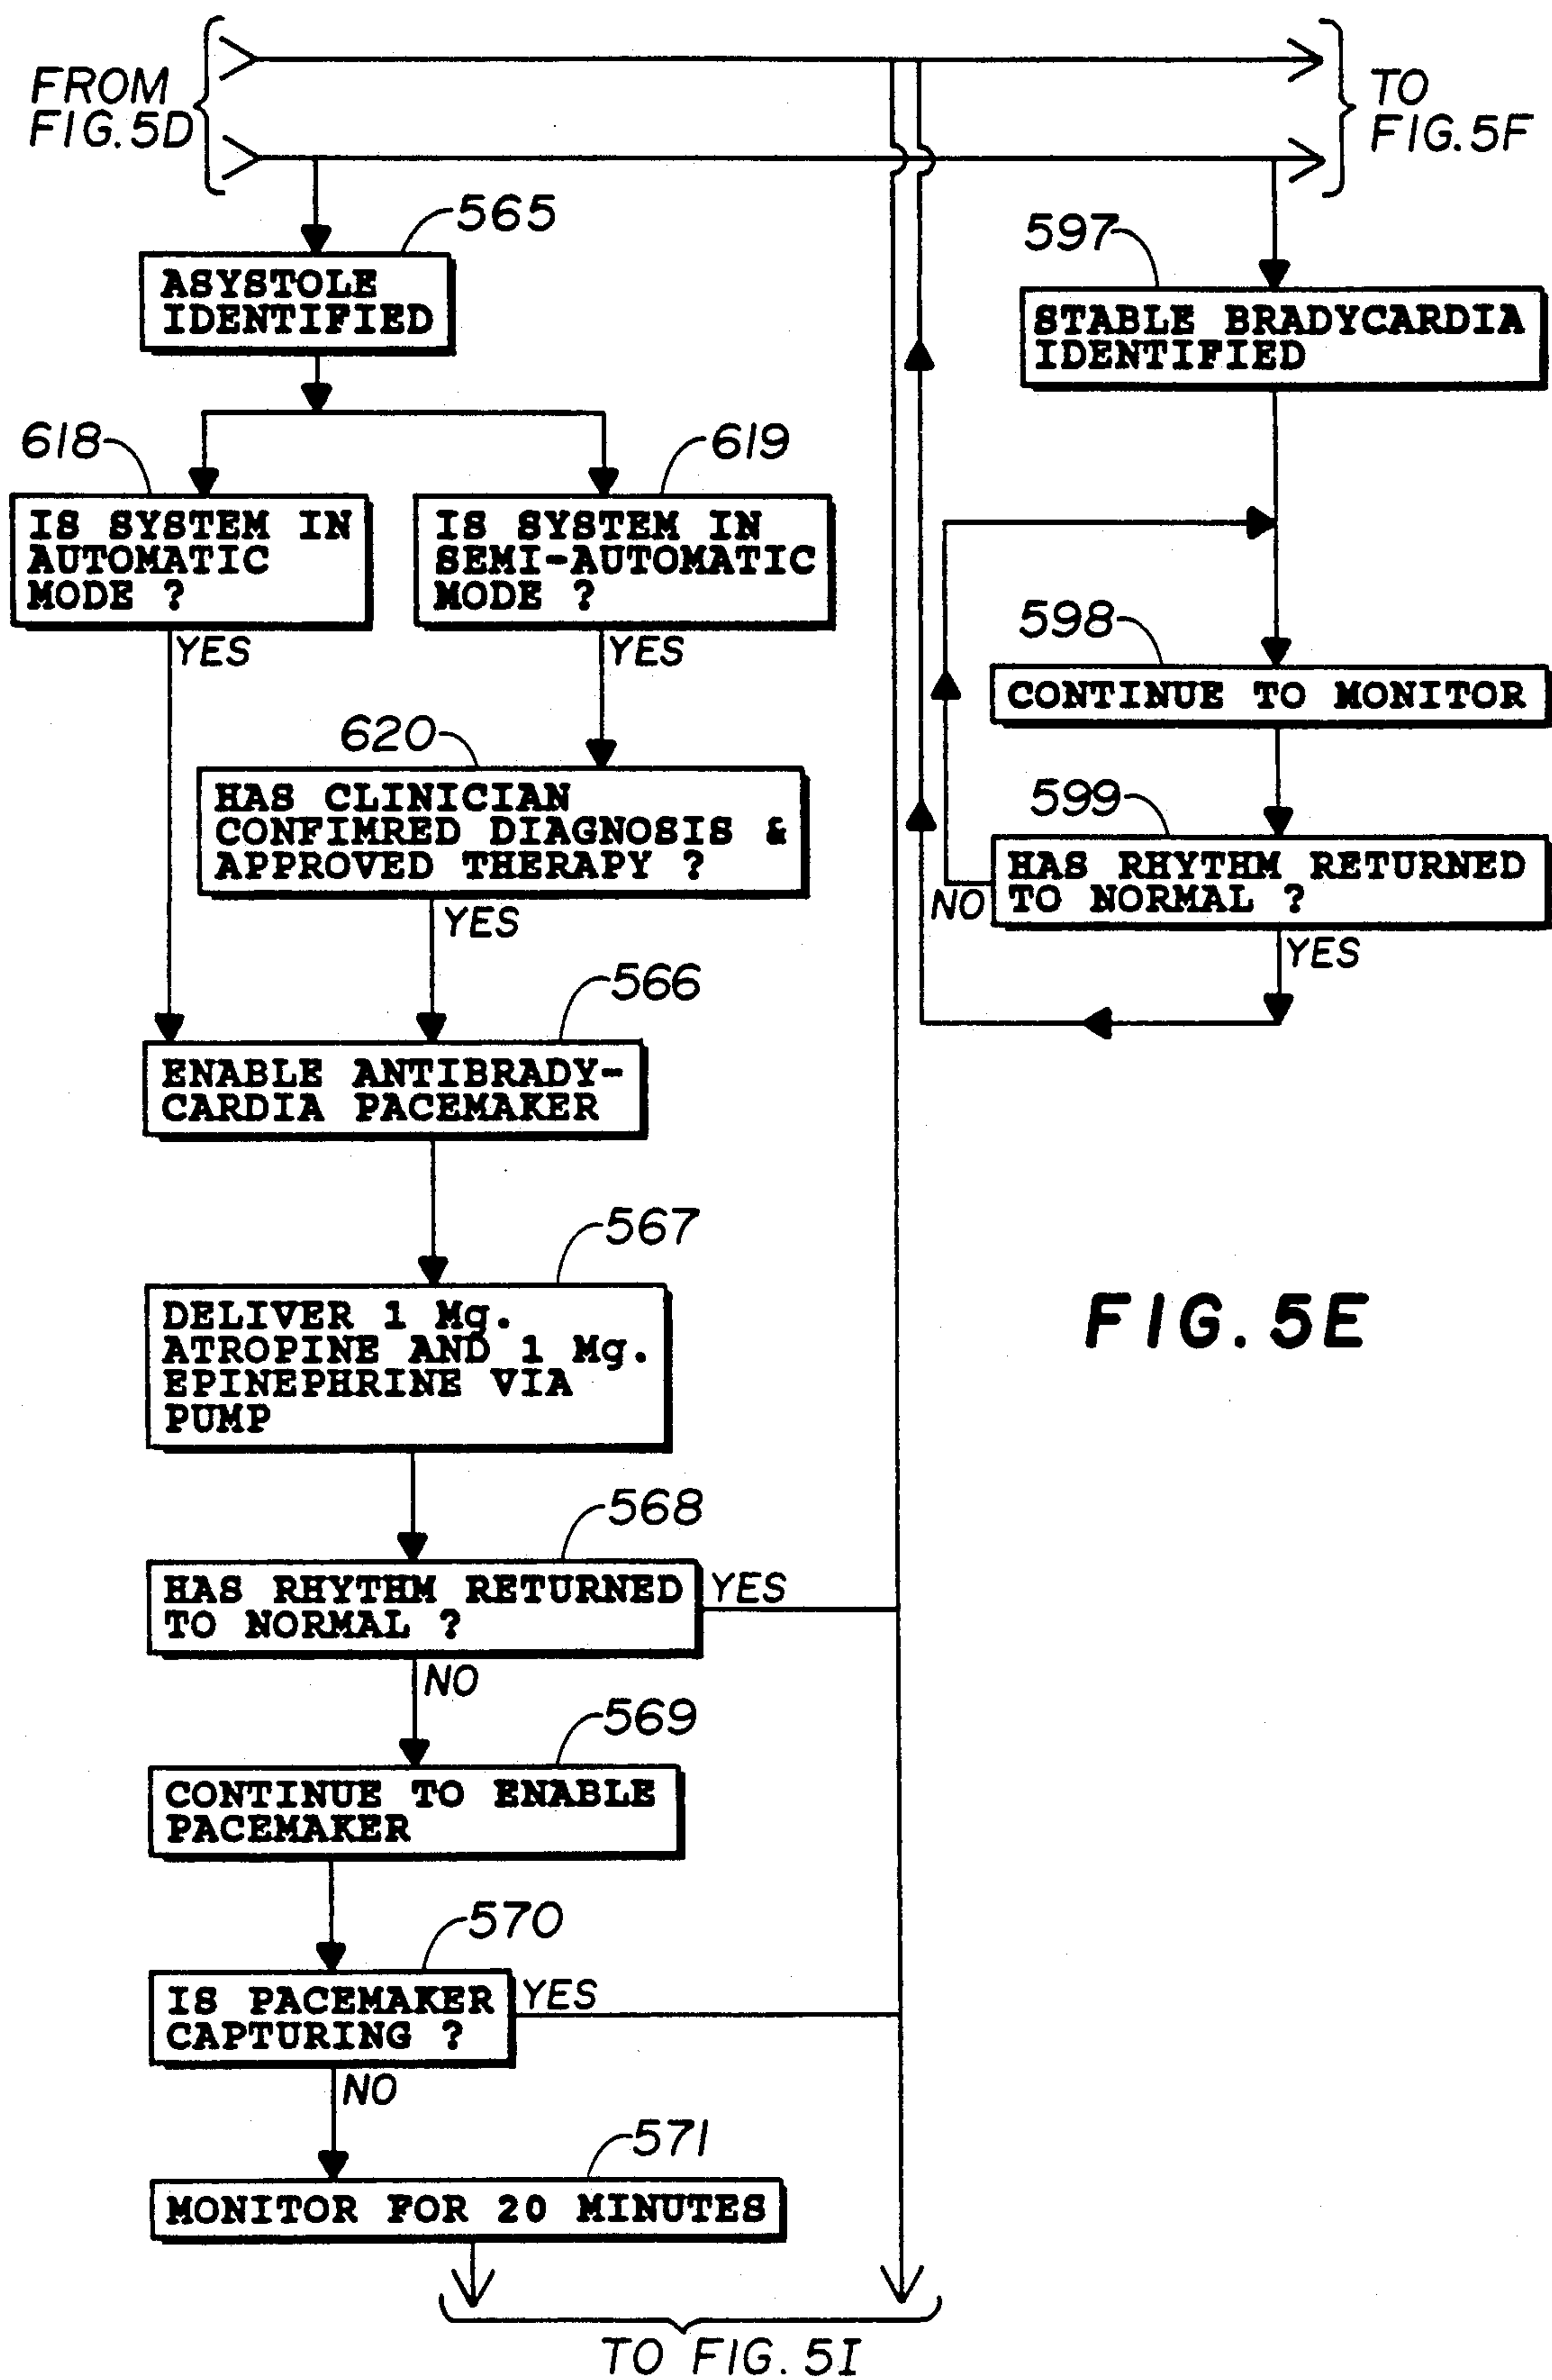 FROM
FIG.5D
TO
FIG.5F
565
ASYSTOLE
IDENTIFIED
597
STABLE BRADYCARDIA
IDENTIFIED
618
IS SYSTEM IN
AUTOMATIC
MODE ?
YES
619
IS SYSTEM IN
SEMI-AUTOMATIC
MODE ?
YES
598
CONTINUE TO MONITOR
620
HAS CLINICIAN
CONFIMRED DIAGNOSIS &
APPROVED THERAPY ?
YES
599
HAS RHYTHM RETURNED
TO NORMAL ?
NO
YES
566
ENABLE ANTIBRADY-
CARDIA PACEMAKER
567
DELIVER 1 Mg.
ATROPINE AND 1 Mg.
EPINEPHRINE VIA
PUMP
FIG. 5E
568
HAS RHYTHM RETURNED
TO NORMAL ?
YES
NO
569
CONTINUE TO ENABLE
PACEMAKER
570
IS PACEMAKER
CAPTURING ?
YES
NO
571
MONITOR FOR 20 MINUTES
TO FIG. 5I